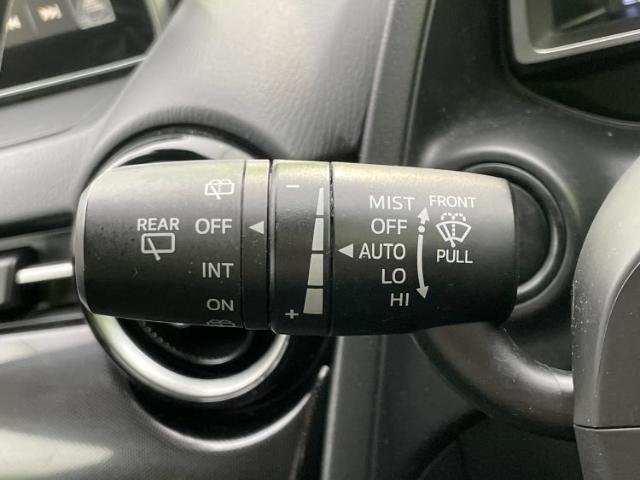 REAR
OFF
INT
ON
−
+
MIST
OFF
AUTO
LO
HI
FRONT
PULL